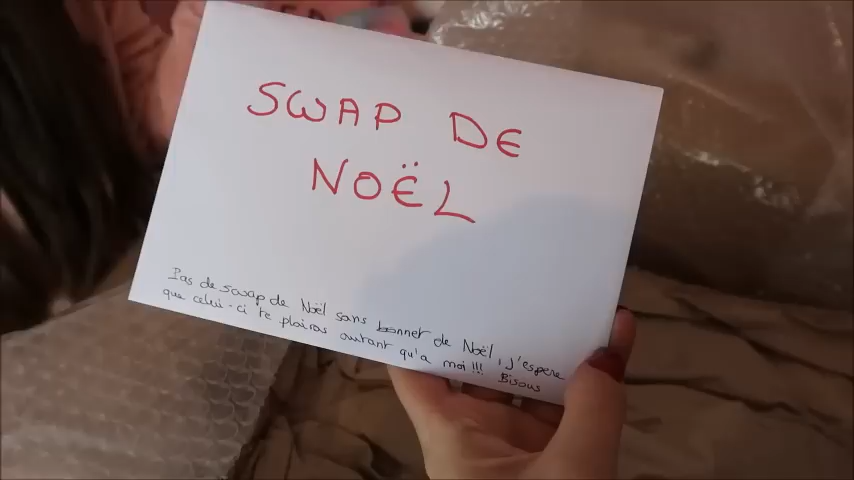 SWAP DE
NOËL
Pas de swap de Noël sans bonnet de Noël, j'espère
que celui-ci te plairas autant qu'a moi !!! Bisous